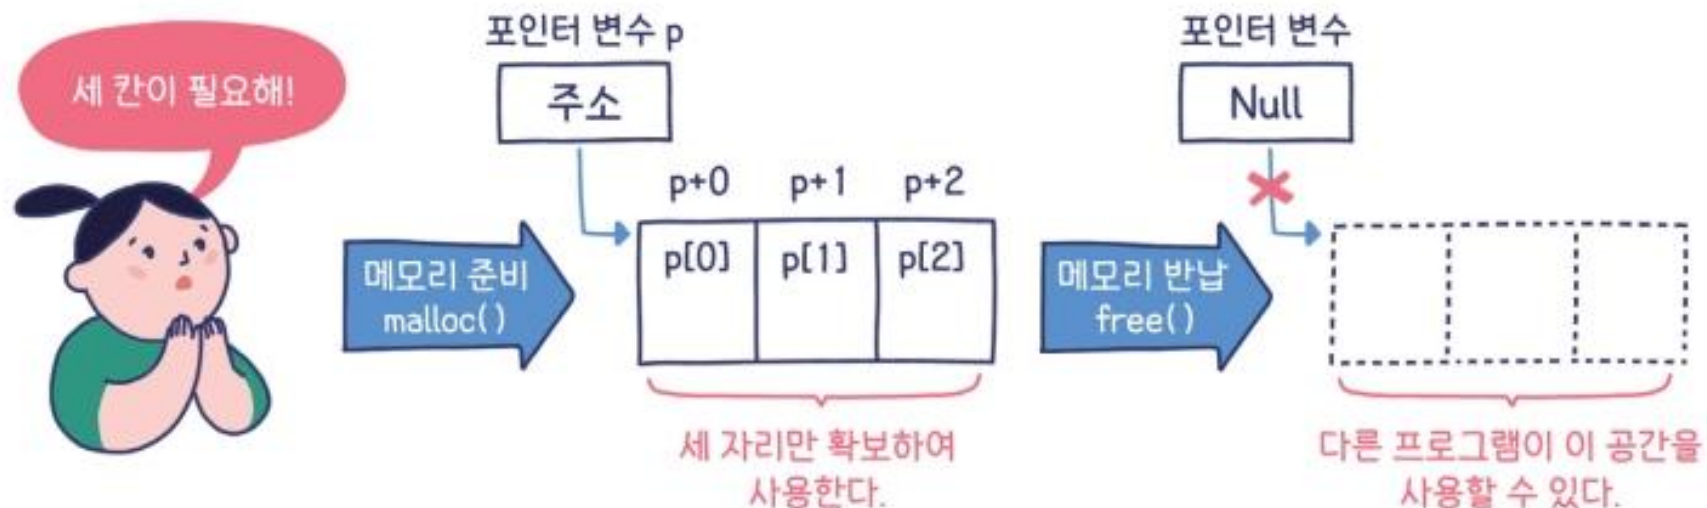 세 칸이 필요해!
메모리 준비
malloc()
포인터 변수 p
주소
p+0 p+1 p+2
p[0] p[1] p[2]
세 자리만 확보하여
사용한다.
메모리 반납
free()
포인터 변수
Null
다른 프로그램이 이 공간을
사용할 수 있다.